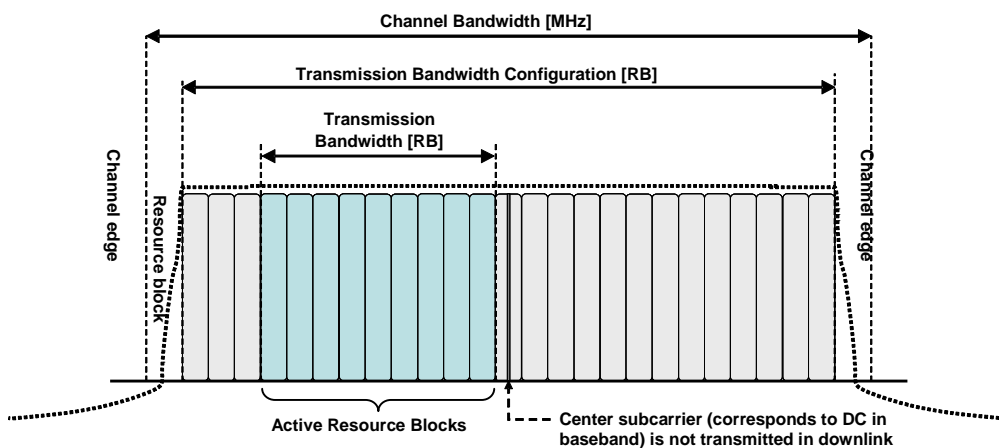 Channel Bandwidth [MHz]
Transmission Bandwidth Configuration [RB]
Transmission
Bandwidth [RB]
Channel edge
Resource block
Channel edge
Active Resource Blocks
Center subcarrier (corresponds to DC in
baseband) is not transmitted in downlink